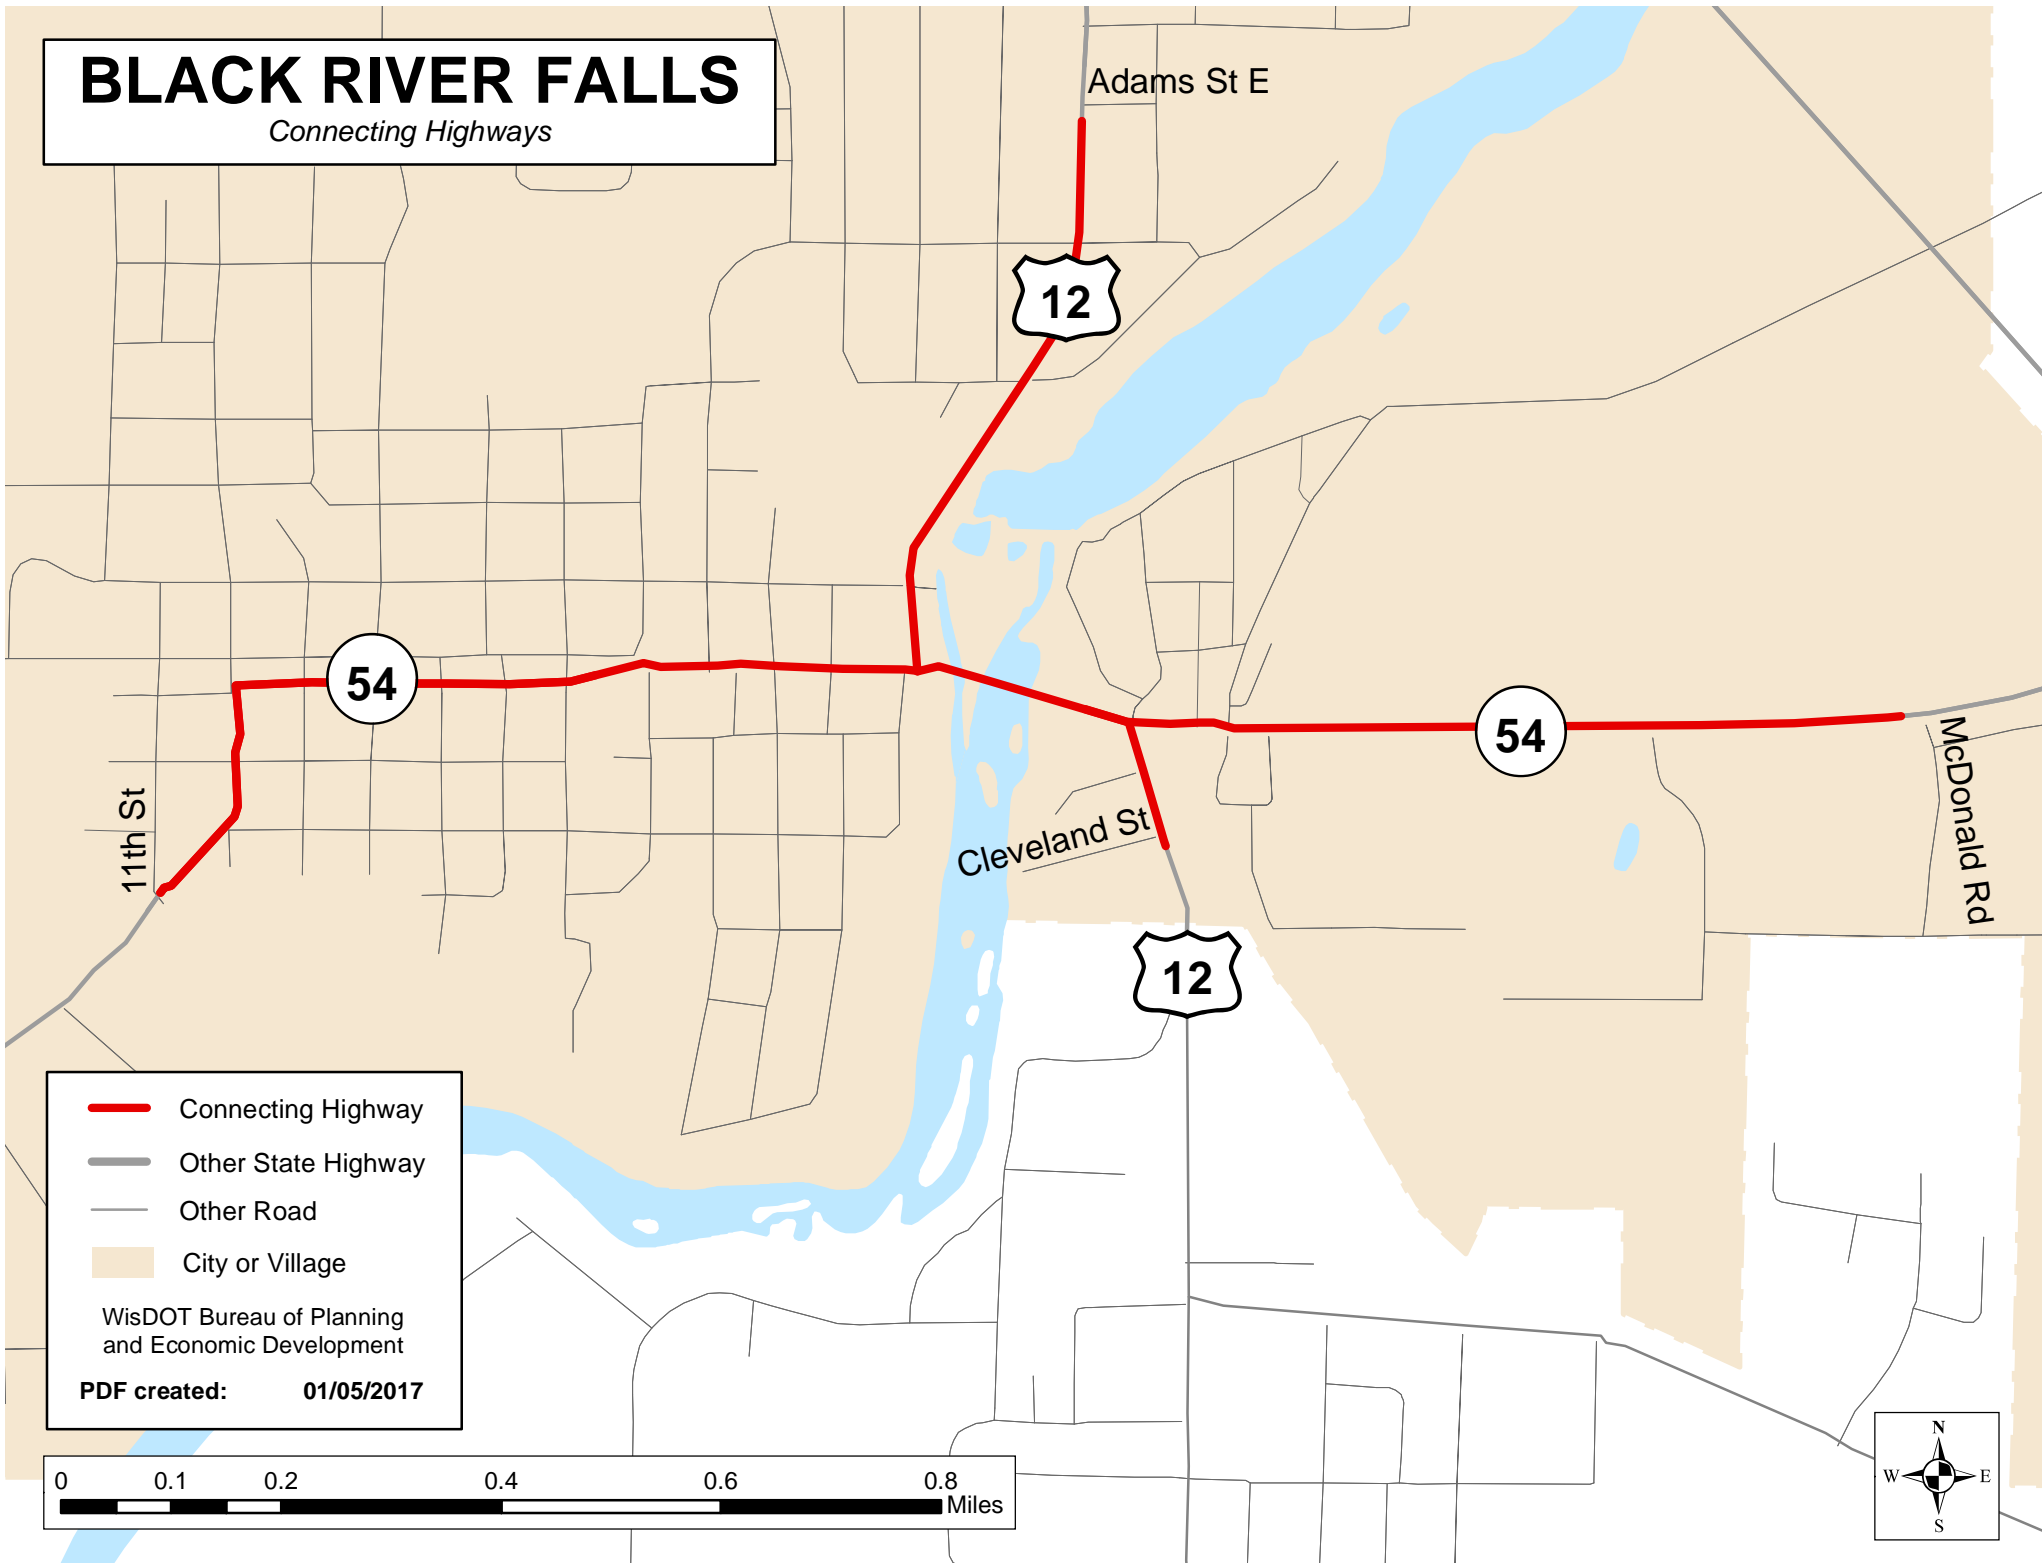 BLACK RIVER FALLS
Connecting Highways
Adams St E
12
54
54
11th St
Cleveland St
McDonald Rd
12
Connecting Highway
Other State Highway
Other Road
City or Village
WisDOT Bureau of Planning
and Economic Development
PDF created: 01/05/2017
0 0.1 0.2 0.4 0.6 0.8
Miles
N
W E
S